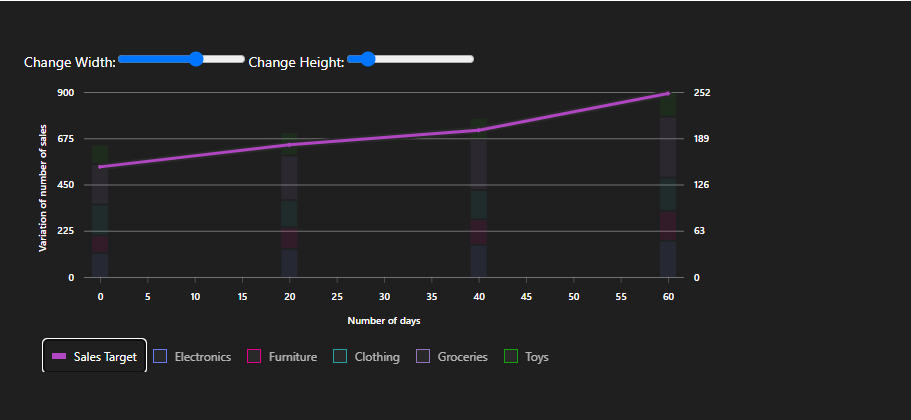 Change Width: Change Height:
900 252
675 189
450 126
225 63
0 0
Variation of number of sales
0 5 10 15 20 25 30 35 40 45 50 55 60
Number of days
Sales Target Electronics Furniture Clothing Groceries Toys